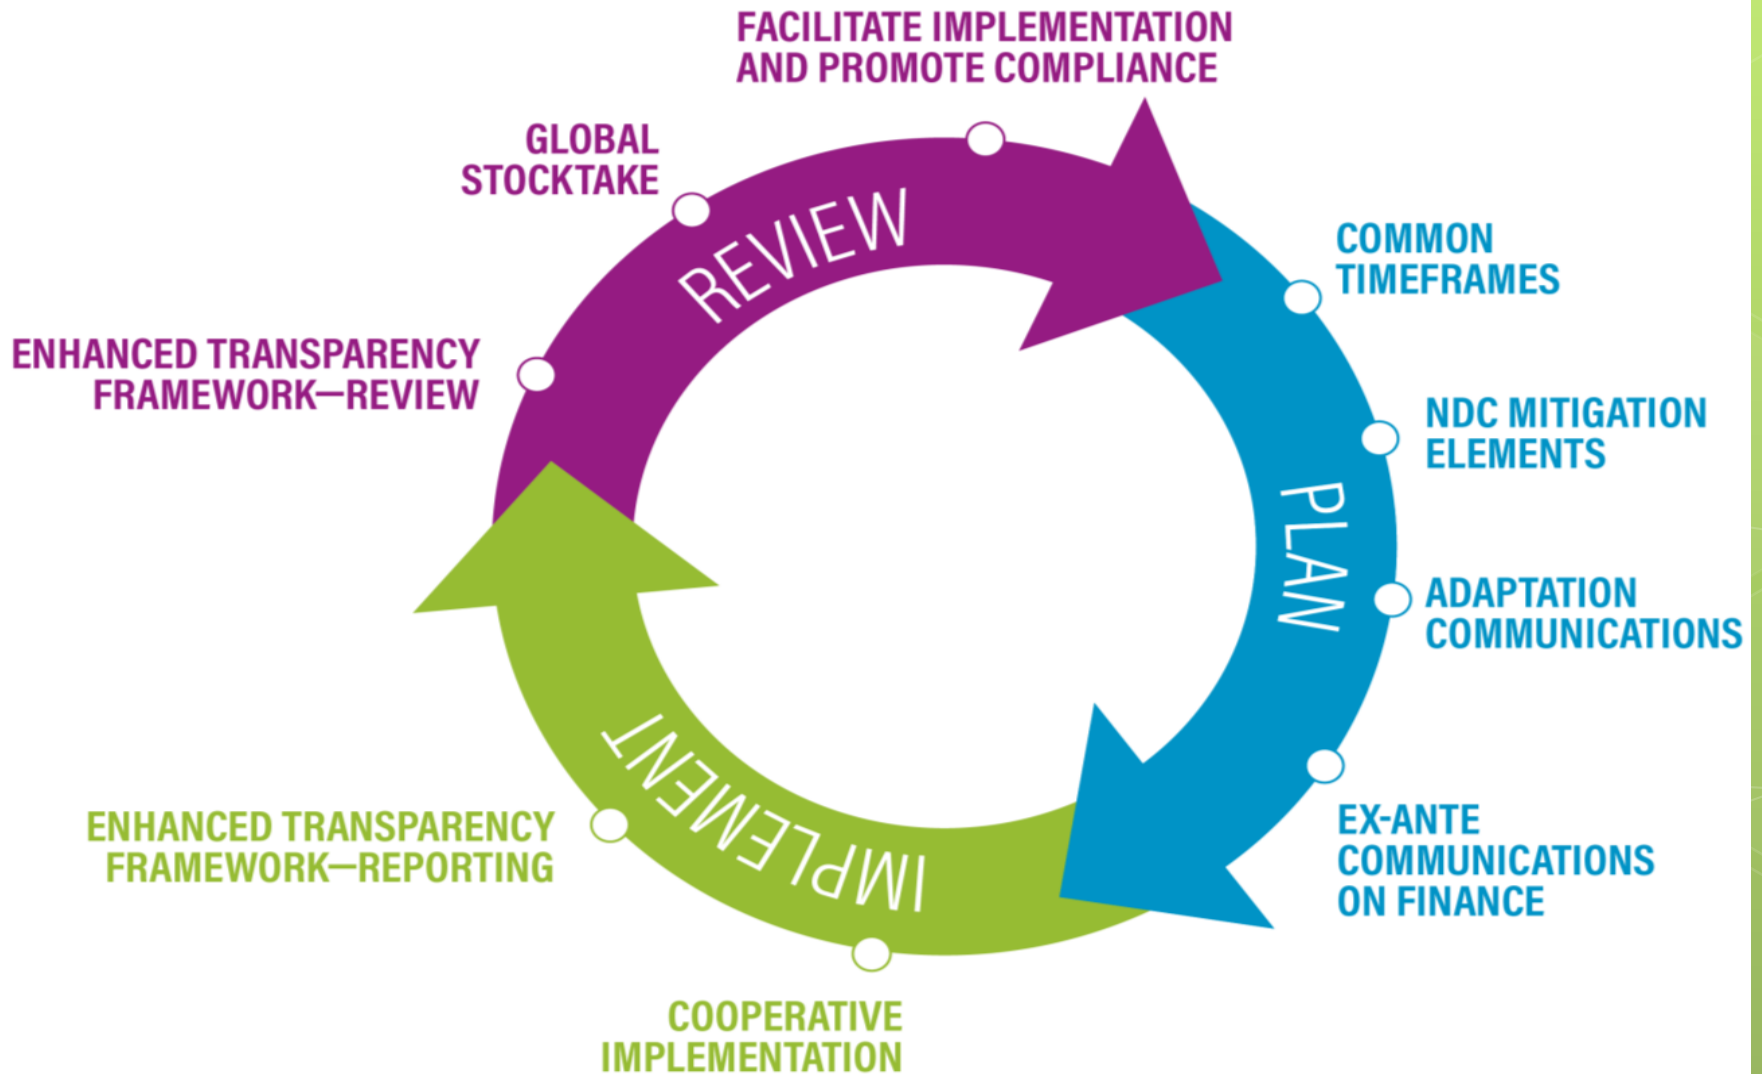 FACILITATE IMPLEMENTATION
AND PROMOTE COMPLIANCE
GLOBAL
STOCKTAKE
REVIEW
COMMON
TIMEFRAMES
ENHANCED TRANSPARENCY
FRAMEWORK—REVIEW
NDC MITIGATION
ELEMENTS
PLAN
ADAPTATION
COMMUNICATIONS
IMPLEMENT
ENHANCED TRANSPARENCY
FRAMEWORK—REPORTING
EX-ANTE
COMMUNICATIONS
ON FINANCE
COOPERATIVE
IMPLEMENTATION